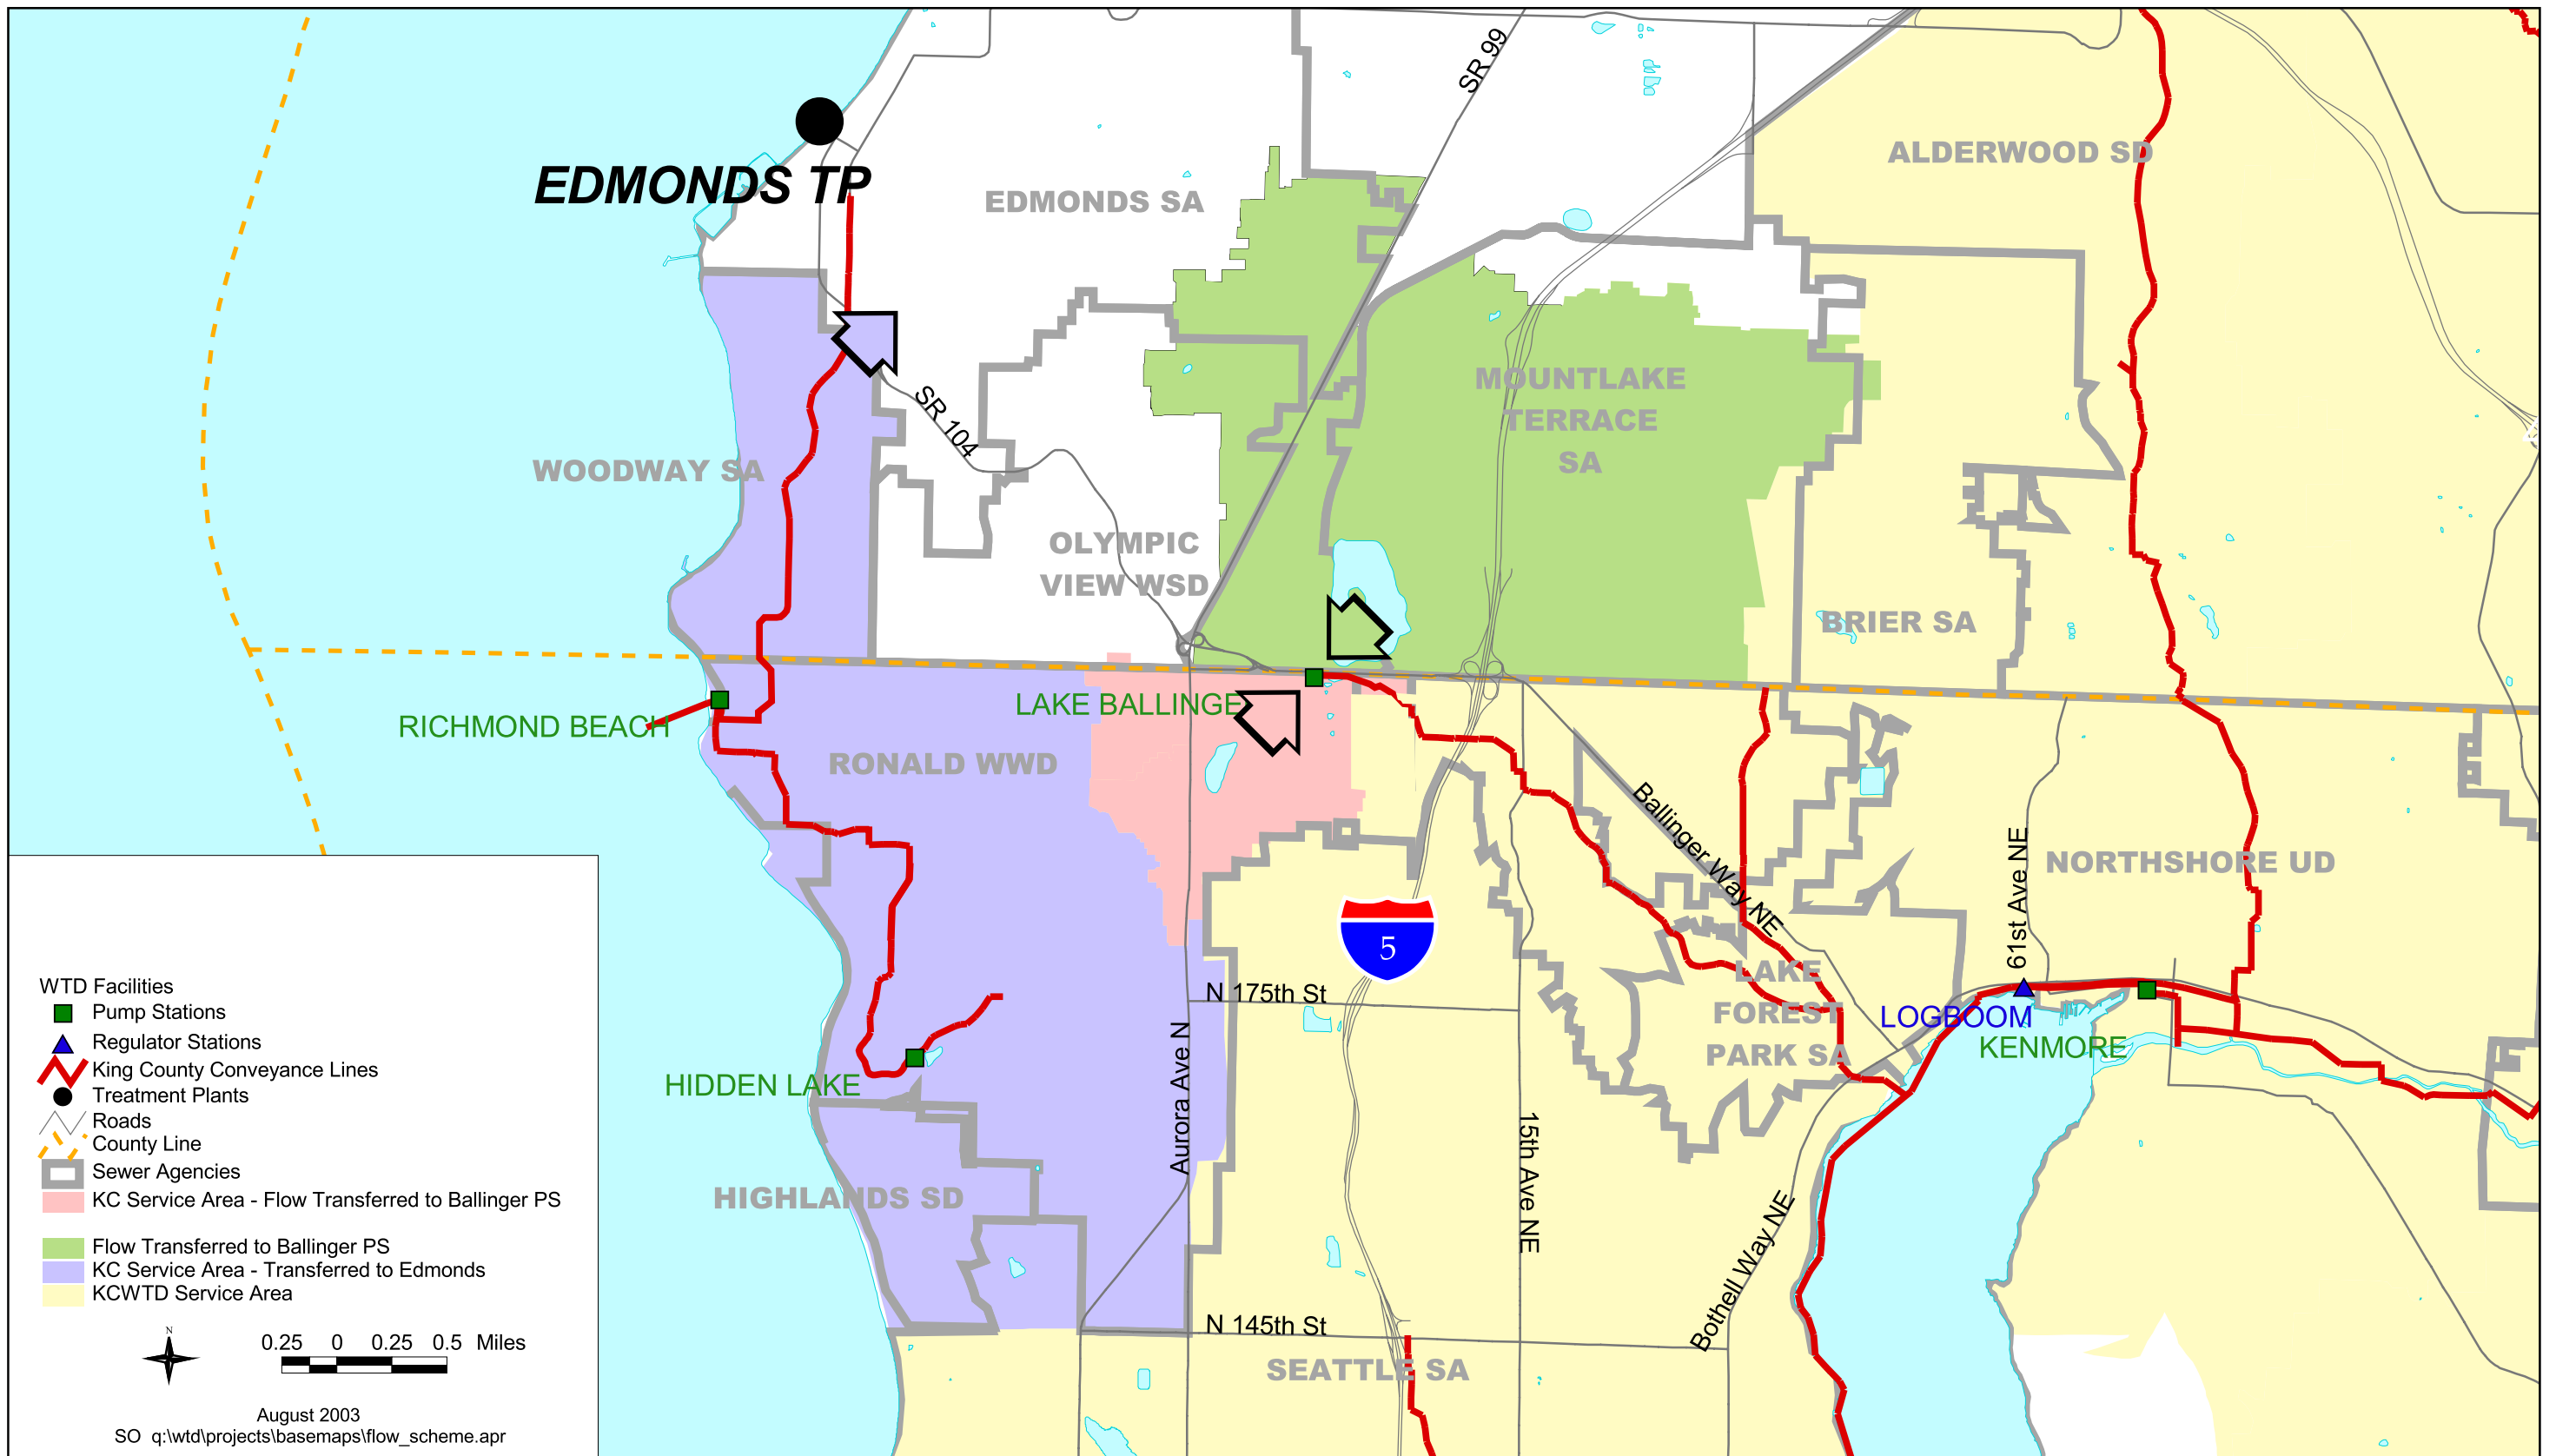 SR 99
ALDERWOOD SD
EDMONDS TP
EDMONDS SA
MOUNTLAKE
TERRACE
SA
SR 104
WOODWAY SA
OLYMPIC
VIEW WSD
BRIER SA
LAKE BALLINGE
RICHMOND BEACH
RONALD WWD
Ballinger Way NE
61st Ave NE
NORTHSHORE UD
5
LAKE
FOREST
PARK SA
N 175th St
LOGBOOM
KENMORE
HIDDEN LAKE
Aurora Ave N
15th Ave NE
HIGHLANDS SD
Bothell Way NE
N 145th St
SEATTLE SA
WTD Facilities
Pump Stations
Regulator Stations
King County Conveyance Lines
Treatment Plants
Roads
County Line
Sewer Agencies
KC Service Area - Flow Transferred to Ballinger PS
Flow Transferred to Ballinger PS
KC Service Area - Transferred to Edmonds
KCWTD Service Area
N
0.25 0 0.25 0.5 Miles
August 2003
SO q:\wtd\projects\basemaps\flow_scheme.apr